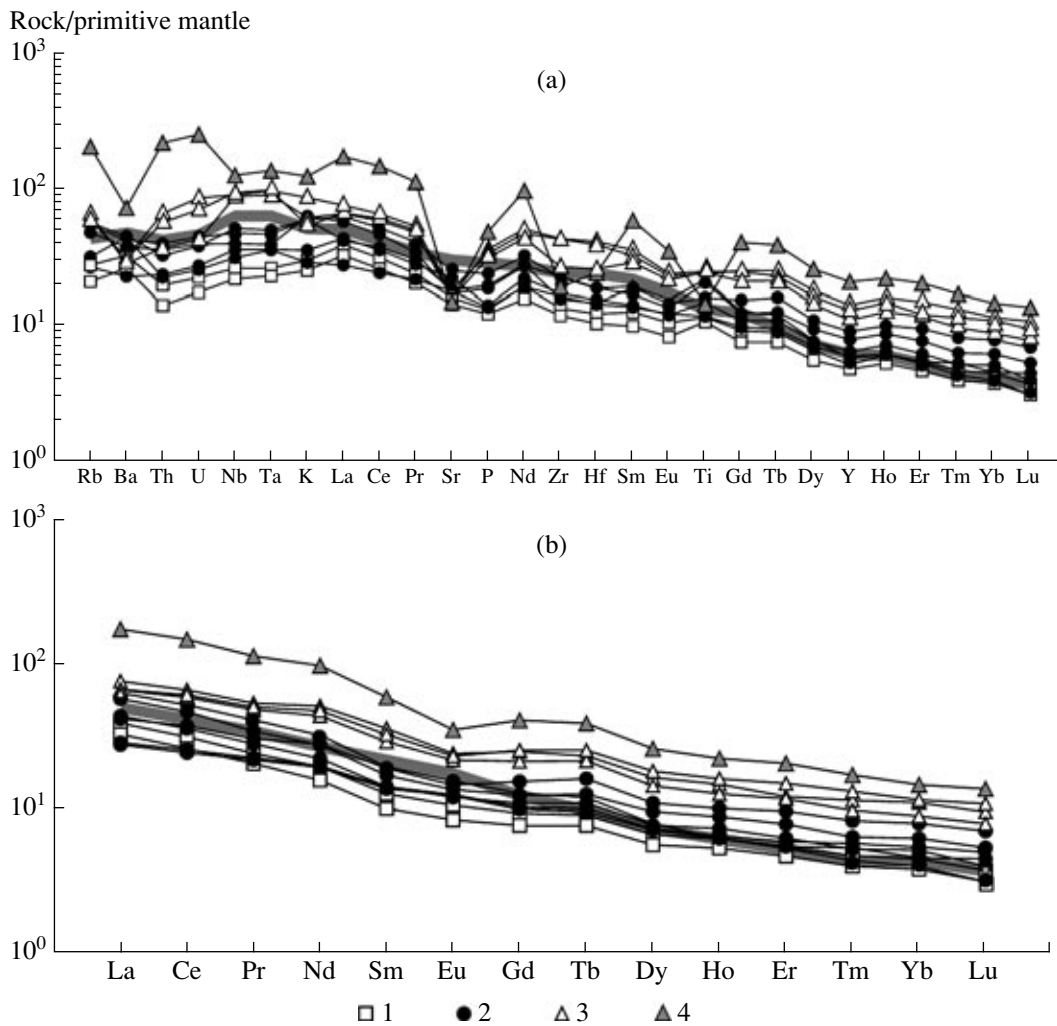 Rock/primitive mantle
10³
(a)
10²
10¹
10⁰
Rb Ba Th U Nb Ta K La Ce Pr Sr P Nd Zr Hf Sm Eu Ti Gd Tb Dy Y Ho Er Tm Yb Lu
10³
(b)
10²
10¹
10⁰
La Ce Pr Nd Sm Eu Gd Tb Dy Ho Er Tm Yb Lu
1 2 3 4